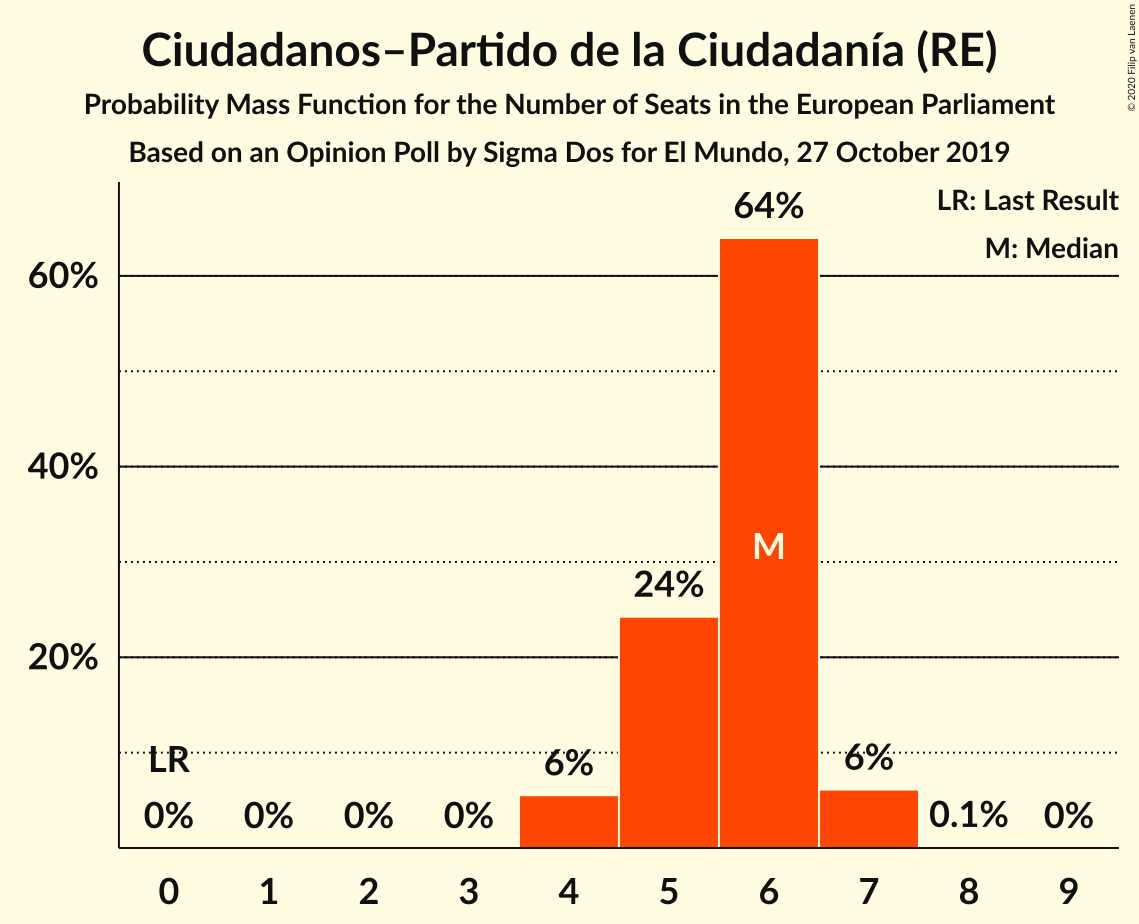 Ciudadanos–Partido de la Ciudadanía (RE)
Probability Mass Function for the Number of Seats in the European Parliament
Based on an Opinion Poll by Sigma Dos for El Mundo, 27 October 2019
© 2020 Filip van Laenen
LR: Last Result
M: Median
64%
60%
40%
M
24%
20%
LR
6%
6%
0%
0%
0%
0%
0.1%
0%
0 1 2 3 4 5 6 7 8 9